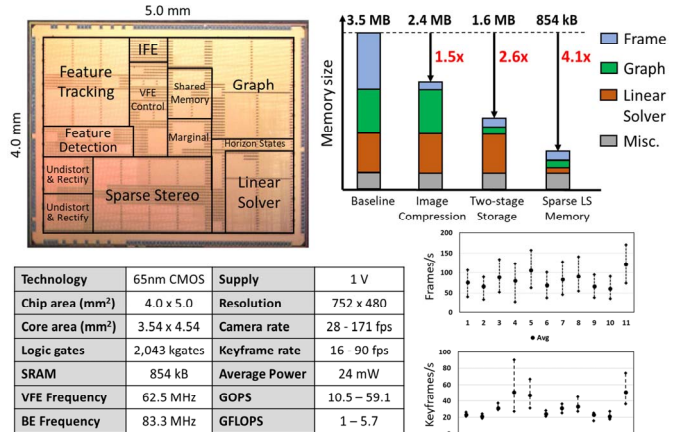 5.0 mm
4.0 mm
IFE
Feature
Tracking
VFE
Control
Shared
Memory
Graph
Feature
Detection
Marginal
Horizon States
Undistort
& Rectify
Undistort
& Rectify
Sparse Stereo
Linear
Solver
3.5 MB 2.4 MB 1.6 MB 854 kB
1.5x 2.6x 4.1x
Memory size
Frame
Graph
Linear
Solver
Misc.
Baseline Image Two-stage Sparse LS
Compression Storage Memory
Technology 65nm CMOS Supply 1 V
Chip area (mm²) 4.0 x 5.0 Resolution 752 x 480
Core area (mm²) 3.54 x 4.54 Camera rate 28 - 171 fps
Logic gates 2,043 kgates Keyframe rate 16 - 90 fps
SRAM 854 kB Average Power 24 mW
VFE Frequency 62.5 MHz GOPS 10.5 – 59.1
BE Frequency 83.3 MHz GFLOPS 1 – 5.7
Frames/s
200
150
100
50
0
1 2 3 4 5 6 7 8 9 10 11
Avg
Keyframes/s
100
80
60
40
20